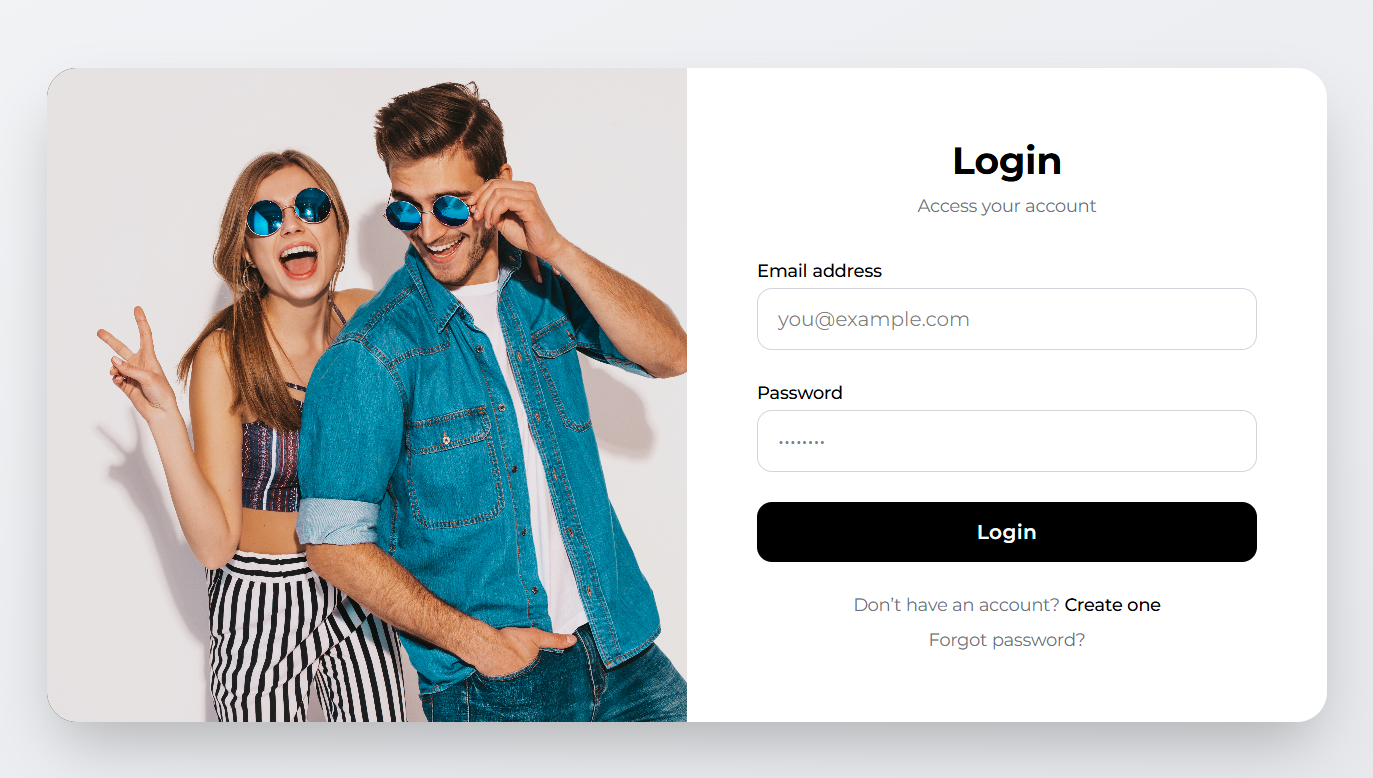 Login
Access your account
Email address
you@example.com
Password
••••••••
Login
Don’t have an account? Create one
Forgot password?